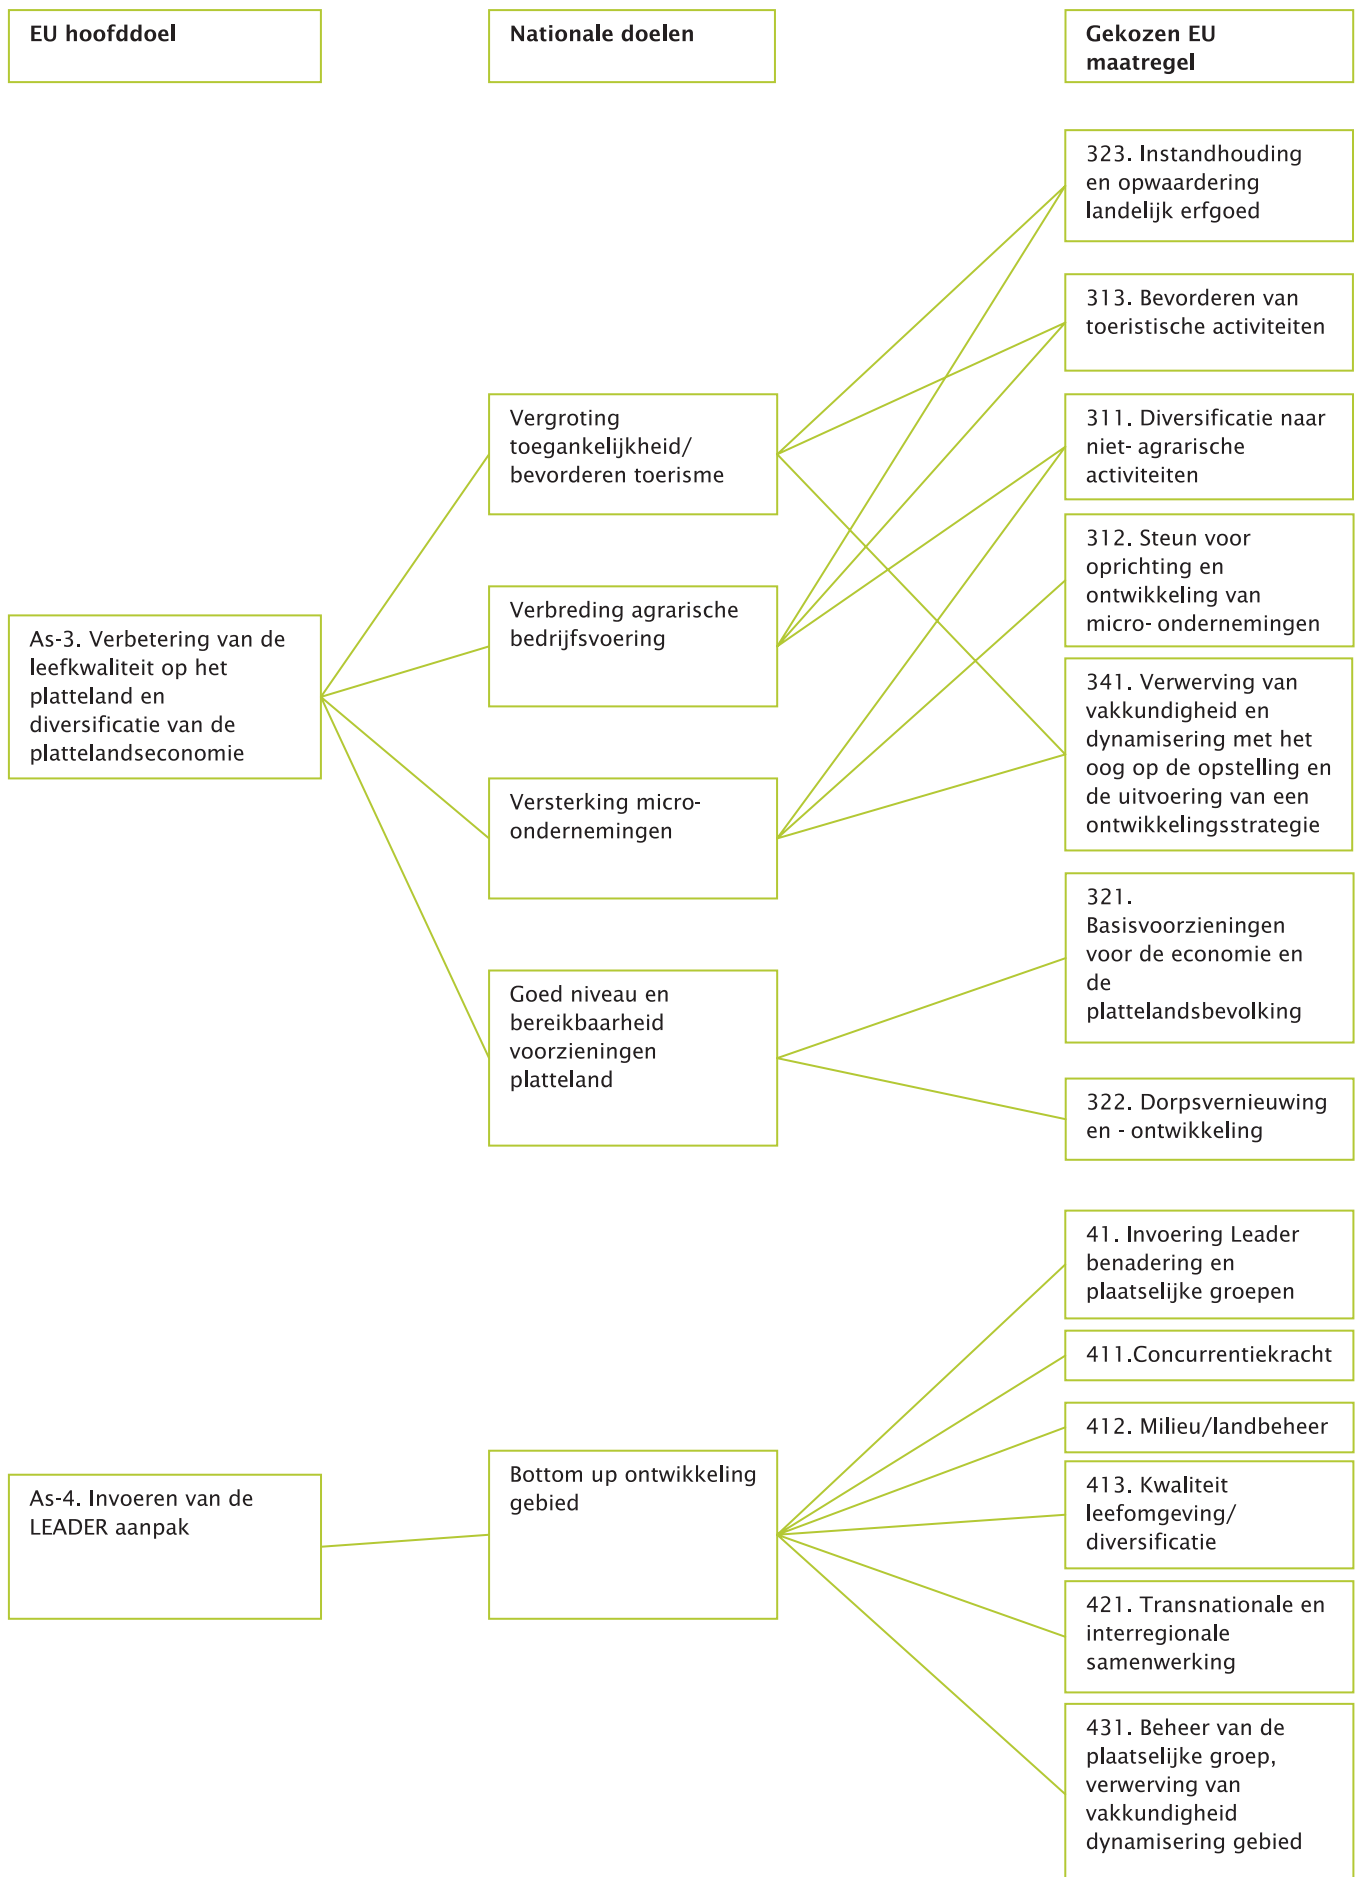 EU hoofddoel
Nationale doelen
Gekozen EU
maatregel
323. Instandhouding
en opwaardering
landelijk erfgoed
313. Bevorderen van
toeristische activiteiten
Vergroting
toegankelijkheid/
bevorderen toerisme
311. Diversificatie naar
niet- agrarische
activiteiten
312. Steun voor
oprichting en
ontwikkeling van
micro- ondernemingen
Verbreding agrarische
bedrijfsvoering
As-3. Verbetering van de
leefkwaliteit op het
platteland en
diversificatie van de
plattelandseconomie
341. Verwerving van
vakkundigheid en
dynamisering met het
oog op de opstelling en
de uitvoering van een
ontwikkelingsstrategie
Versterking micro-
ondernemingen
321.
Basisvoorzieningen
voor de economie en
de
plattelandsbevolking
Goed niveau en
bereikbaarheid
voorzieningen
platteland
322. Dorpsvernieuwing
en - ontwikkeling
41. Invoering Leader
benadering en
plaatselijke groepen
411.Concurrentiekracht
412. Milieu/landbeheer
Bottom up ontwikkeling
gebied
As-4. Invoeren van de
LEADER aanpak
413. Kwaliteit
leefomgeving/
diversificatie
421. Transnationale en
interregionale
samenwerking
431. Beheer van de
plaatselijke groep,
verwerving van
vakkundigheid
dynamisering gebied